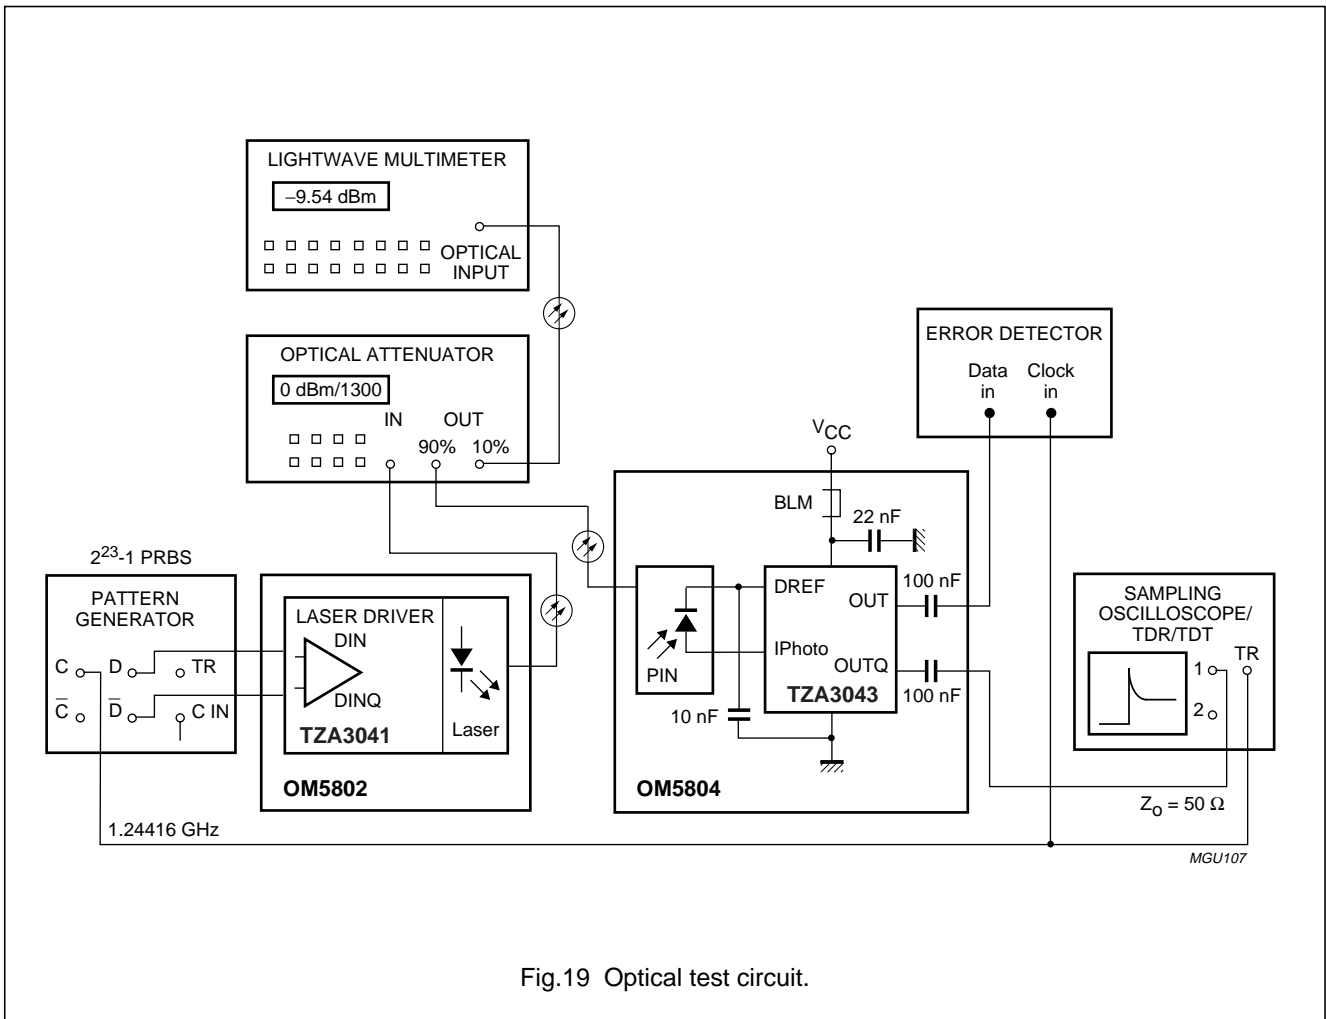 LIGHTWAVE MULTIMETER
−9.54 dBm
OPTICAL
INPUT
OPTICAL ATTENUATOR
0 dBm/1300
IN
OUT
90%
10%
ERROR DETECTOR
Data
in
Clock
in
VCC
BLM
22 nF
2^23-1 PRBS
PATTERN
GENERATOR
C
D
TR
C̅
D̅
C IN
LASER DRIVER
DIN
DINQ
TZA3041
Laser
OM5802
PIN
10 nF
DREF
IPhoto
OUT
OUTQ
TZA3043
100 nF
100 nF
OM5804
SAMPLING
OSCILLOSCOPE/
TDR/TDT
1
TR
2
Zo = 50 Ω
1.24416 GHz
MGU107
Fig.19 Optical test circuit.